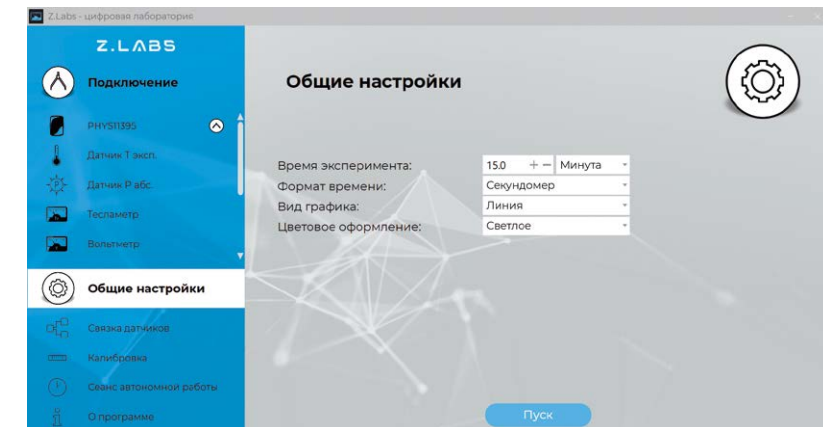 Z.Labs - цифровая лаборатория
Z.LABS
Подключение
PHYS11395
Датчик Т эксп.
Датчик Р абс.
Тесламетр
Вольтметр
Общие настройки
Связка датчиков
Калибровка
Сеанс автономной работы
О программе
Общие настройки
Время эксперимента: 15.0 + − Минута
Формат времени: Секундомер
Вид графика: Линия
Цветовое оформление: Светлое
Пуск